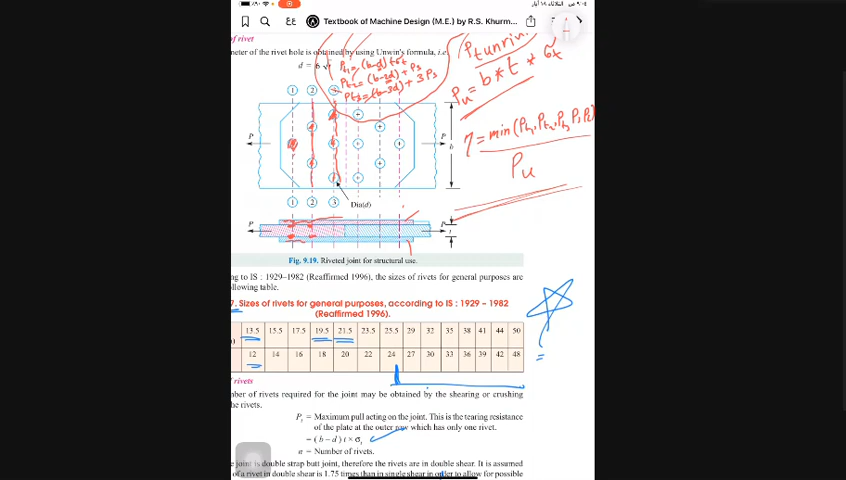 Textbook of Machine Design (M.E.) by R.S. Khurm...
of rivet
meter of the rivet hole is obtained by using Unwin's formula, i.e.
d = 6 √t
Pt1 = (b-d)t σt
Pt2 = (b-2d) + Ps
Pt3 = (b-3d) + 3Ps
Pu = b * t * σt
η = min(Pt1, Pt2, Pt3, Ps, Pc)
Pu
1 2 3
P P
b
1 2 3
Dia(d)
P P
t
Fig. 9.19. Riveted joint for structural use.
ng to IS : 1929–1982 (Reaffirmed 1996), the sizes of rivets for general purposes are
ollowing table.
7. Sizes of rivets for general purposes, according to IS : 1929 – 1982
(Reaffirmed 1996).
13.5 15.5 17.5 19.5 21.5 23.5 25.5 29 32 35 38 41 44 50
12 14 16 18 20 22 24 27 30 33 36 39 42 48
of rivets
mber of rivets required for the joint may be obtained by the shearing or crushing
he rivets.
Pt = Maximum pull acting on the joint. This is the tearing resistance
of the plate at the outer row which has only one rivet.
= (b – d) t × σt
n = Number of rivets.
e joint is double strap butt joint, therefore the rivets are in double shear. It is assumed
of a rivet in double shear is 1.75 times than in single shear in order to allow for possible